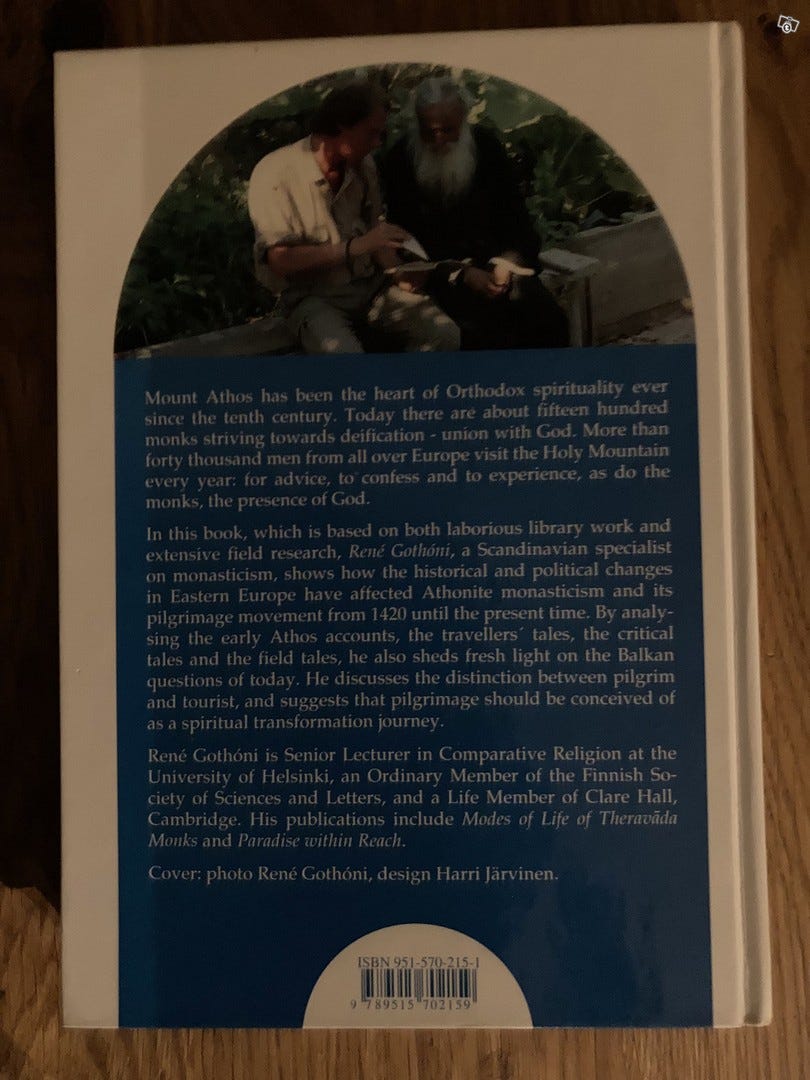 Mount Athos has been the heart of Orthodox spirituality ever
since the tenth century. Today there are about fifteen hundred
monks striving towards deification - union with God. More than
forty thousand men from all over Europe visit the Holy Mountain
every year: for advice, to confess and to experience, as do the
monks, the presence of God.
In this book, which is based on both laborious library work and
extensive field research, René Gothóni, a Scandinavian specialist
on monasticism, shows how the historical and political changes
in Eastern Europe have affected Athonite monasticism and its
pilgrimage movement from 1420 until the present time. By analy-
sing the early Athos accounts, the travellers´ tales, the critical
tales and the field tales, he also sheds fresh light on the Balkan
questions of today. He discusses the distinction between pilgrim
and tourist, and suggests that pilgrimage should be conceived of
as a spiritual transformation journey.
René Gothóni is Senior Lecturer in Comparative Religion at the
University of Helsinki, an Ordinary Member of the Finnish So-
ciety of Sciences and Letters, and a Life Member of Clare Hall,
Cambridge. His publications include Modes of Life of Theravāda
Monks and Paradise within Reach.
Cover: photo René Gothóni, design Harri Järvinen.
ISBN 951-570-215-1
9 789515 702159